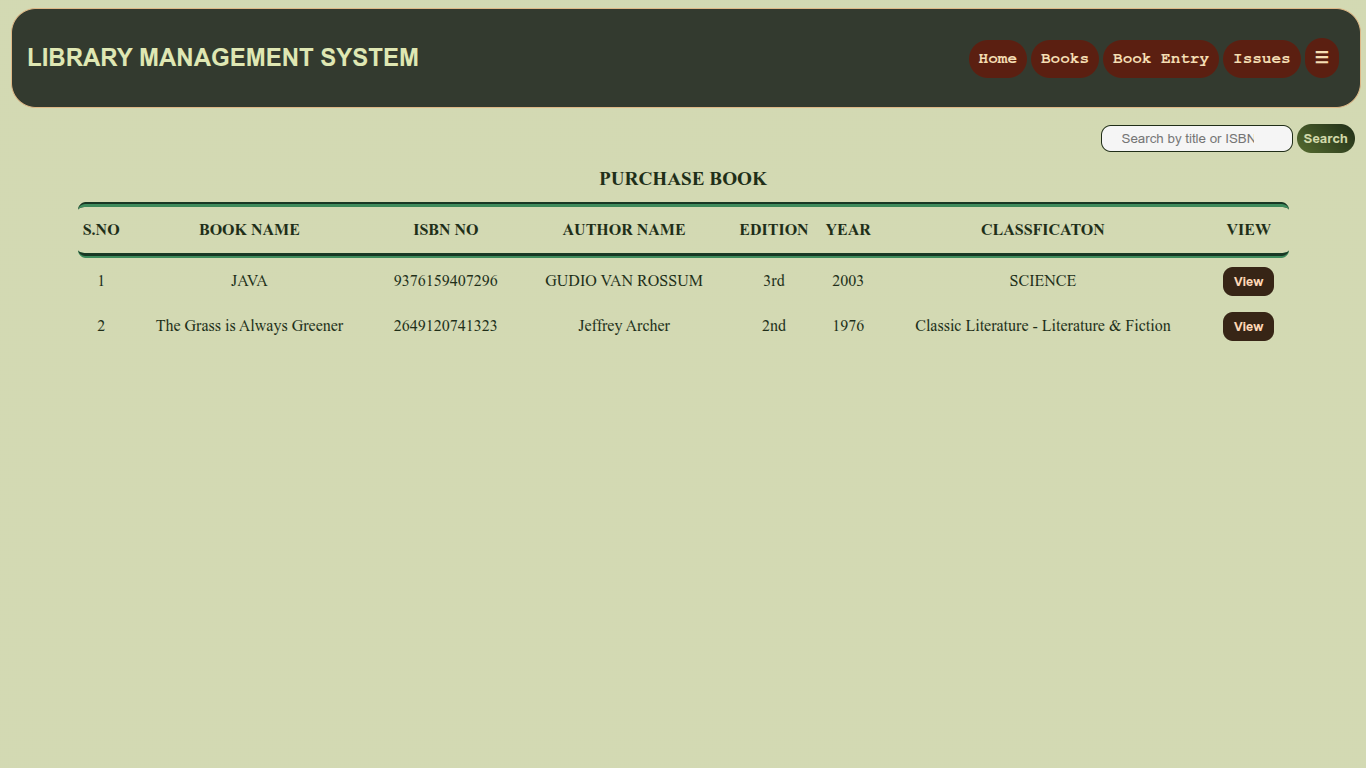 LIBRARY MANAGEMENT SYSTEM Home Books Book Entry Issues ☰
Search by title or ISBN Search
PURCHASE BOOK
S.NO BOOK NAME ISBN NO AUTHOR NAME EDITION YEAR CLASSFICATON VIEW
1 JAVA 9376159407296 GUDIO VAN ROSSUM 3rd 2003 SCIENCE View
2 The Grass is Always Greener 2649120741323 Jeffrey Archer 2nd 1976 Classic Literature - Literature & Fiction View